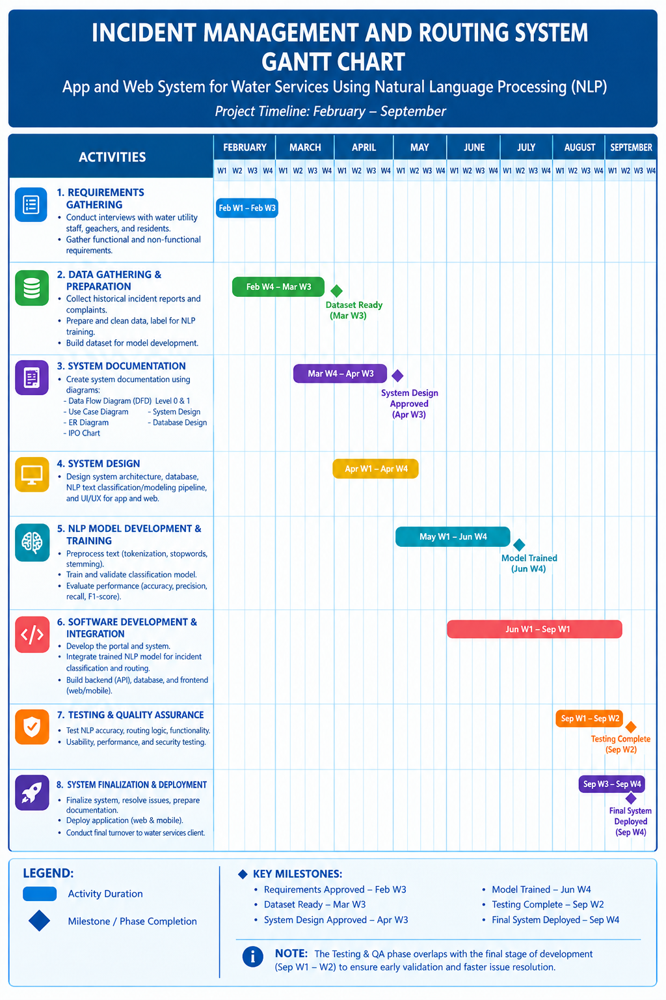 INCIDENT MANAGEMENT AND ROUTING SYSTEM
GANTT CHART
App and Web System for Water Services Using Natural Language Processing (NLP)
Project Timeline: February – September
ACTIVITIES
FEBRUARY MARCH APRIL MAY JUNE JULY AUGUST SEPTEMBER
W1 W2 W3 W4 W1 W2 W3 W4 W1 W2 W3 W4 W1 W2 W3 W4 W1 W2 W3 W4 W1 W2 W3 W4 W1 W2 W3 W4 W1 W2 W3 W4
1. REQUIREMENTS
GATHERING
• Conduct interviews with water utility
staff, geachers, and residents.
• Gather functional and non-functional
requirements.
Feb W1 – Feb W3
2. DATA GATHERING &
PREPARATION
• Collect historical incident reports and
complaints.
• Prepare and clean data, label for NLP
training.
• Build dataset for model development.
Feb W4 – Mar W3
Dataset Ready
(Mar W3)
3. SYSTEM DOCUMENTATION
• Create system documentation using
diagrams:
- Data Flow Diagram (DFD) Level 0 & 1
- Use Case Diagram - System Design
- ER Diagram - Database Design
- IPO Chart
Mar W4 – Apr W3
System Design
Approved
(Apr W3)
4. SYSTEM DESIGN
• Design system architecture, database,
NLP text classification/modeling pipeline,
and UI/UX for app and web.
Apr W1 – Apr W4
5. NLP MODEL DEVELOPMENT &
TRAINING
• Preprocess text (tokenization, stopwords,
stemming).
• Train and validate classification model.
• Evaluate performance (accuracy, precision,
recall, F1-score).
May W1 – Jun W4
Model Trained
(Jun W4)
6. SOFTWARE DEVELOPMENT &
INTEGRATION
• Develop the portal and system.
• Integrate trained NLP model for incident
classification and routing.
• Build backend (API), database, and frontend
(web/mobile).
Jun W1 – Sep W1
7. TESTING & QUALITY ASSURANCE
• Test NLP accuracy, routing logic, functionality.
• Usability, performance, and security testing.
Sep W1 – Sep W2
Testing Complete
(Sep W2)
8. SYSTEM FINALIZATION & DEPLOYMENT
• Finalize system, resolve issues, prepare
documentation.
• Deploy application (web & mobile).
• Conduct final turnover to water services client.
Sep W3 – Sep W4
Final System
Deployed
(Sep W4)
LEGEND:
Activity Duration
Milestone / Phase Completion
KEY MILESTONES:
• Requirements Approved – Feb W3
• Dataset Ready – Mar W3
• System Design Approved – Apr W3
• Model Trained – Jun W4
• Testing Complete – Sep W2
• Final System Deployed – Sep W4
i
NOTE: The Testing & QA phase overlaps with the final stage of development
(Sep W1 – W2) to ensure early validation and faster issue resolution.